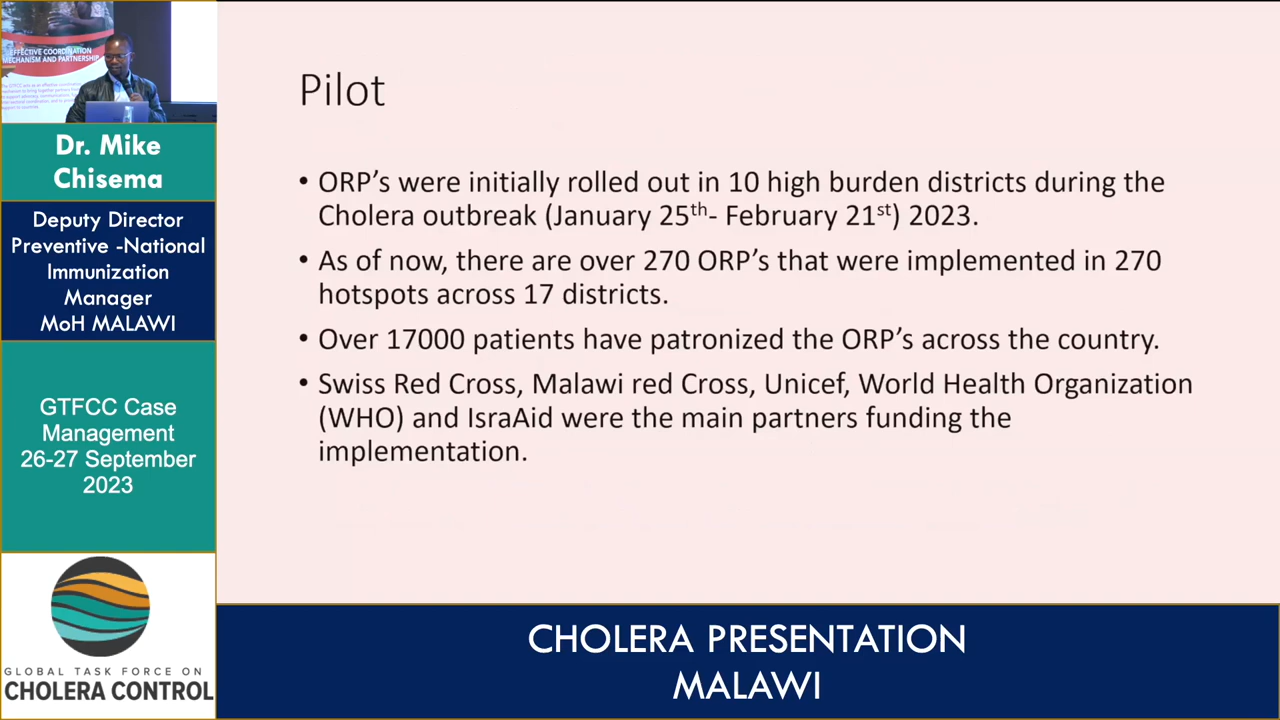 EFFECTIVE COORDINATION
MECHANISM AND PARTNERSHIP
Dr. Mike
Chisema
Deputy Director
Preventive -National
Immunization
Manager
MoH MALAWI
GTFCC Case
Management
26-27 September
2023
GLOBAL TASK FORCE ON
CHOLERA CONTROL
Pilot
• ORP’s were initially rolled out in 10 high burden districts during the
Cholera outbreak (January 25th- February 21st) 2023.
• As of now, there are over 270 ORP’s that were implemented in 270
hotspots across 17 districts.
• Over 17000 patients have patronized the ORP’s across the country.
• Swiss Red Cross, Malawi red Cross, Unicef, World Health Organization
(WHO) and IsraAid were the main partners funding the
implementation.
CHOLERA PRESENTATION
MALAWI